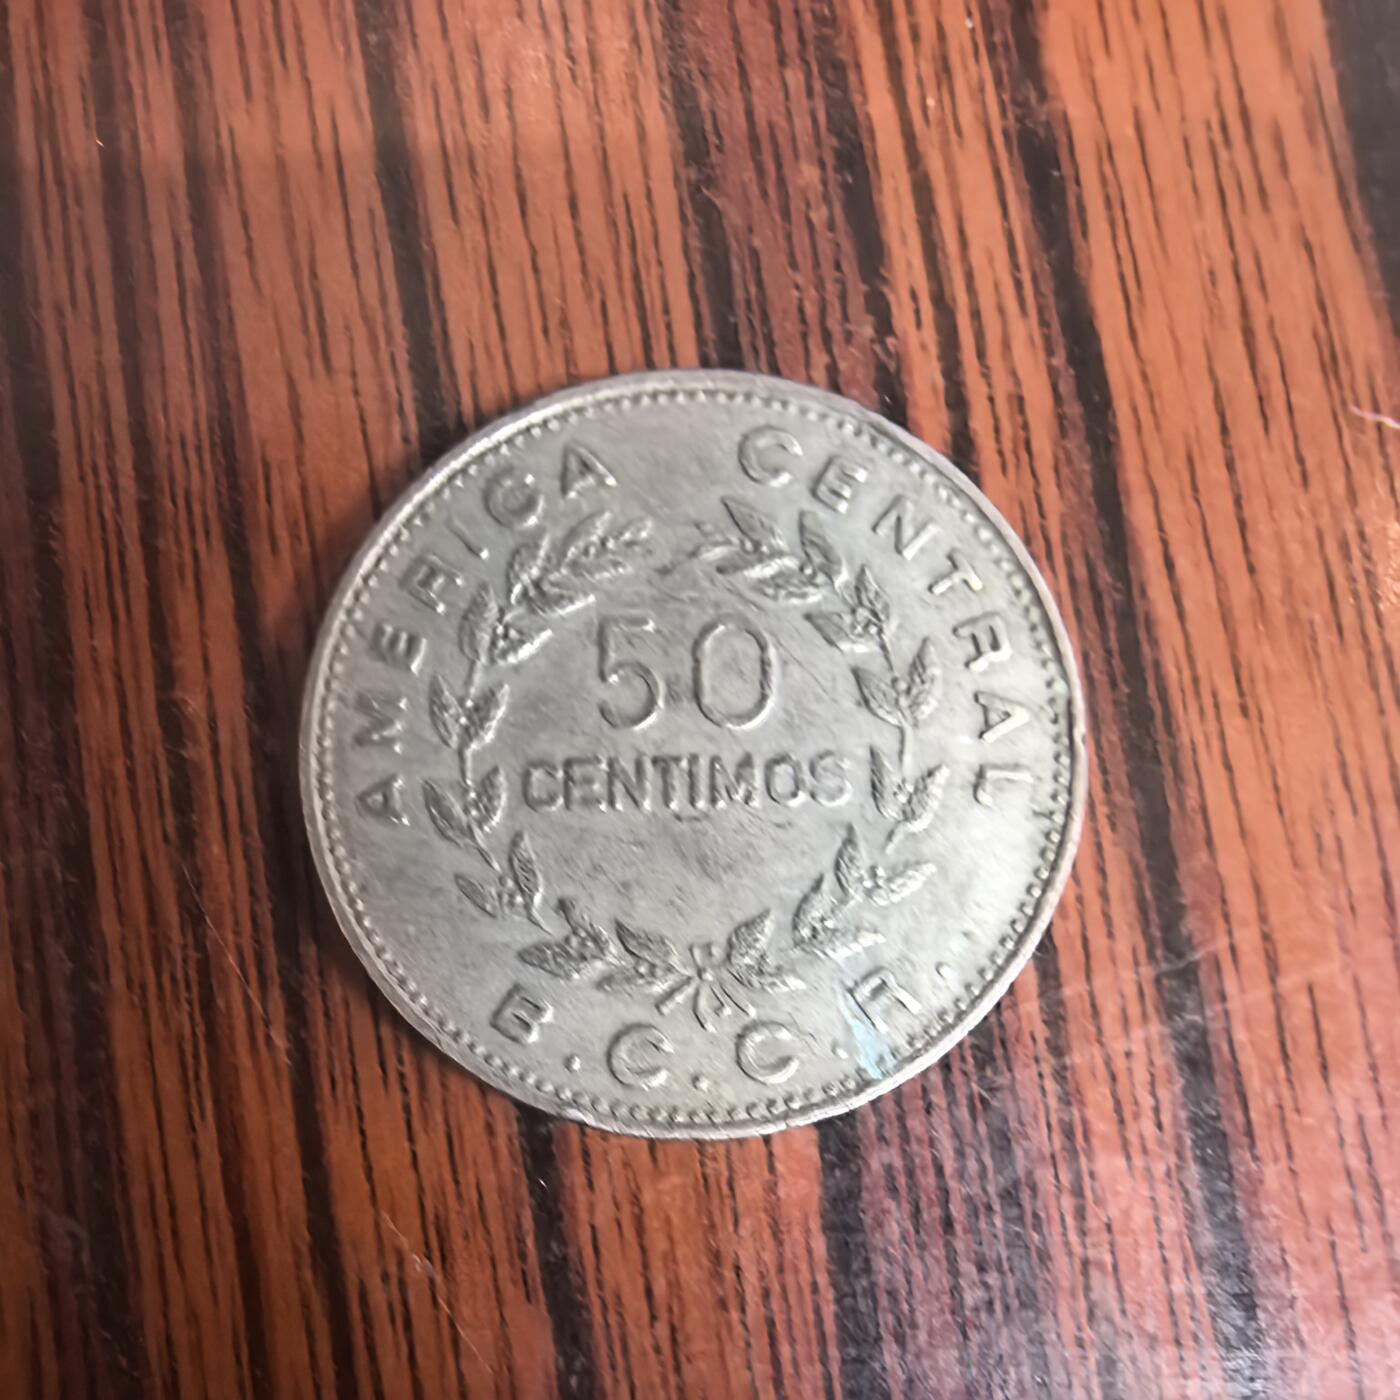 AMERICA CENTRAL
50
CENTIMOS
B.C.C.R.